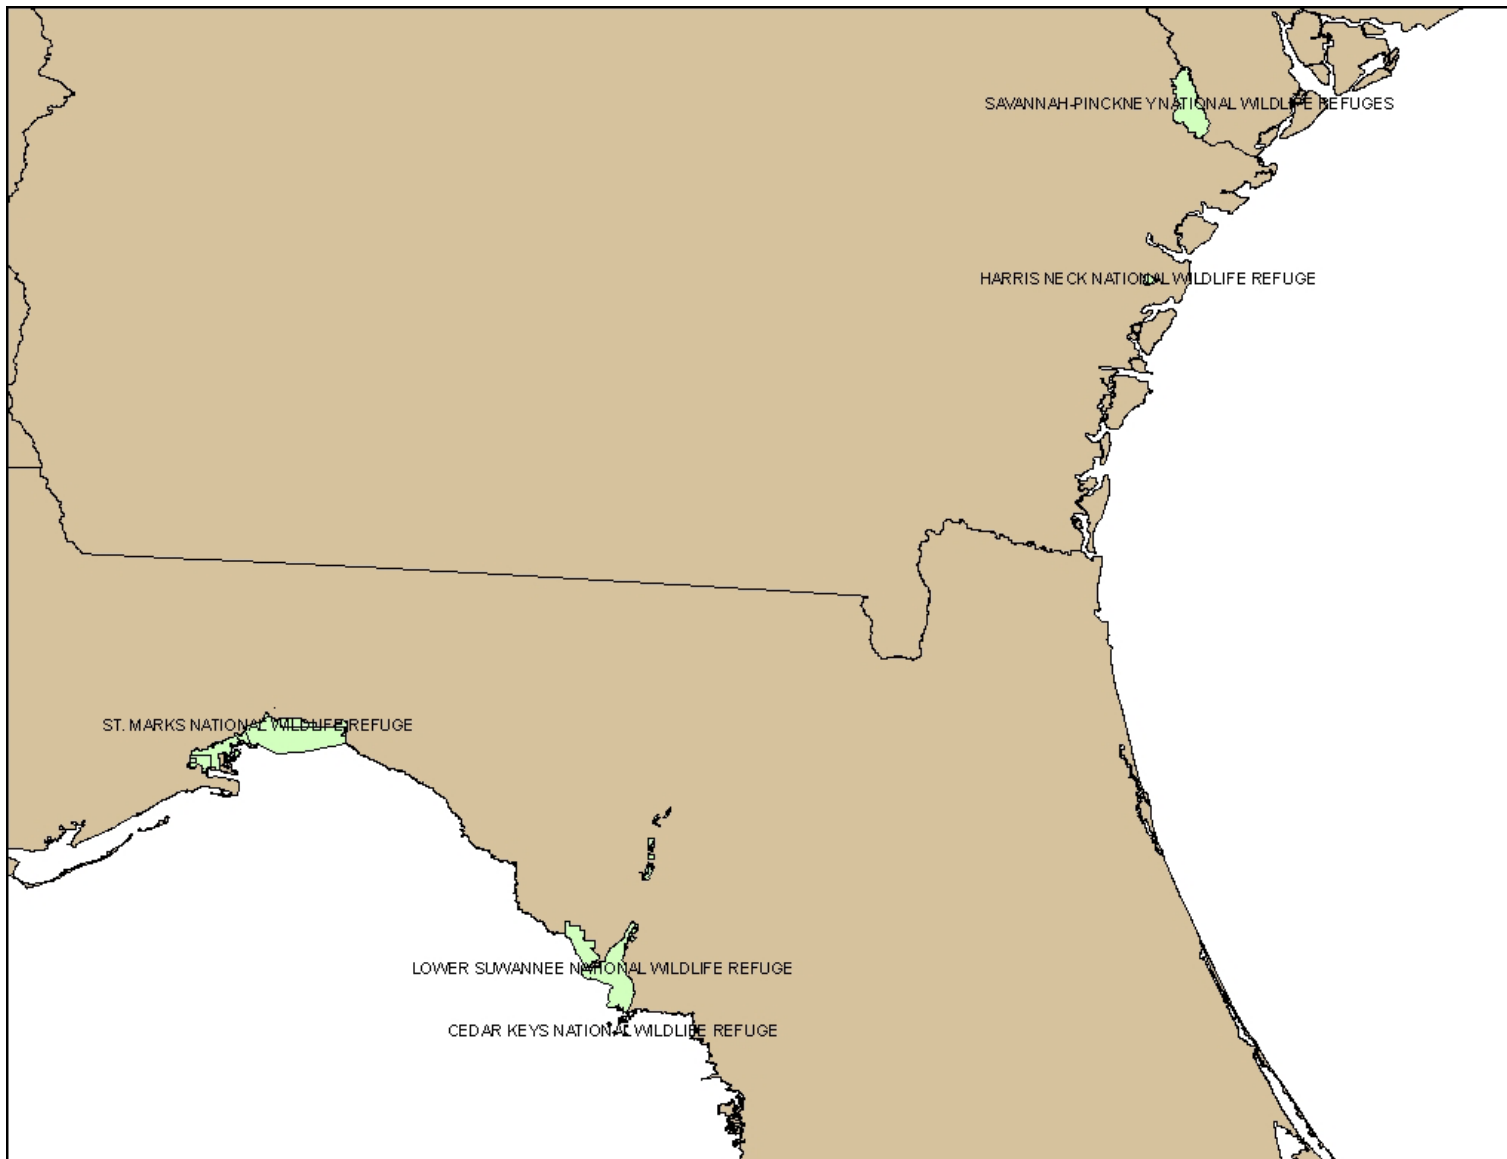 SAVANNAH-PINCKNEY NATIONAL WILDLIFE REFUGES
HARRIS NECK NATIONAL WILDLIFE REFUGE
ST. MARKS NATIONAL WILDLIFE REFUGE
LOWER SUWANNEE NATIONAL WILDLIFE REFUGE
CEDAR KEYS NATIONAL WILDLIFE REFUGE